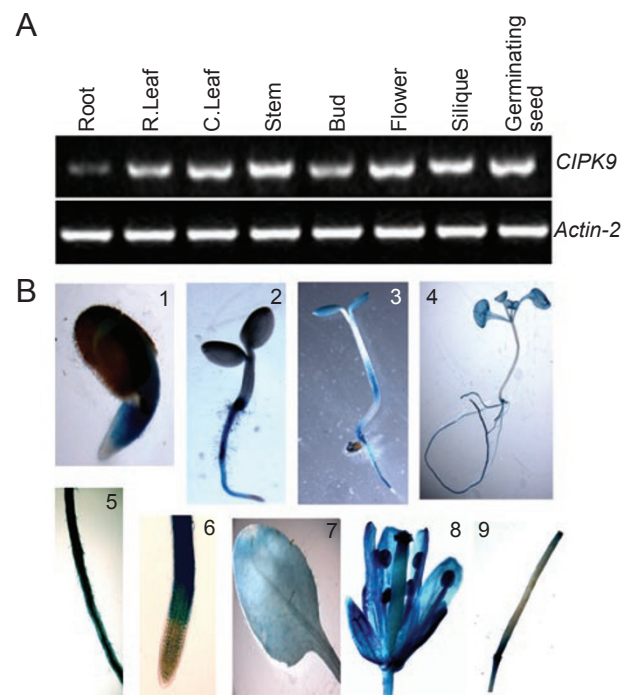 A
Root
R.Leaf
C.Leaf
Stem
Bud
Flower
Silique
Germinating
seed
CIPK9
Actin-2
B
1
2
3
4
5
6
7
8
9